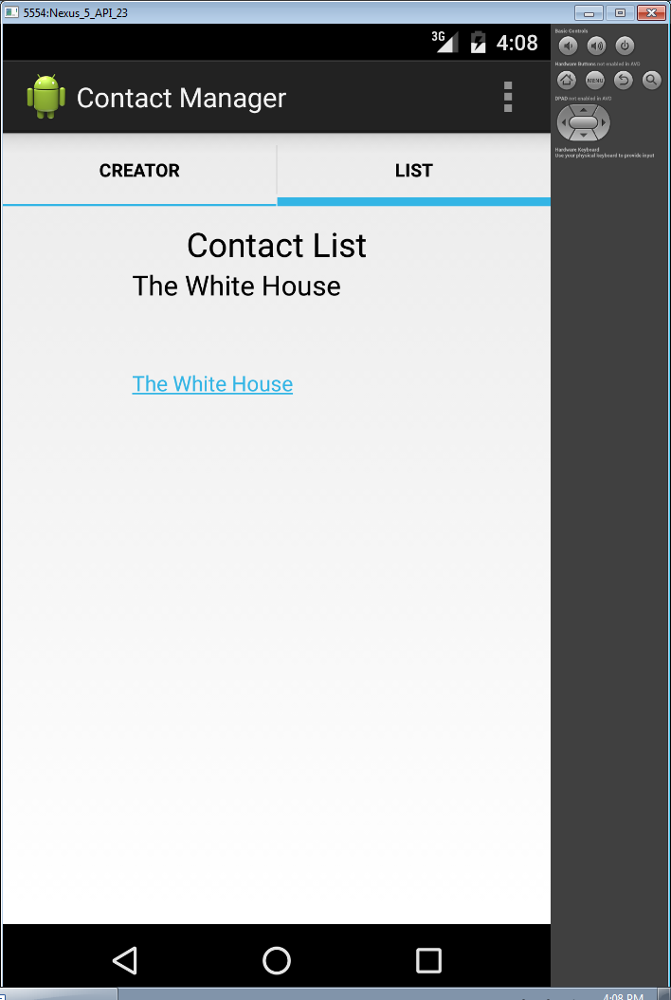 5554:Nexus_5_API_23
3G 4:08
Contact Manager
CREATOR LIST
Contact List
The White House
The White House
Basic Controls
Hardware Buttons not enabled in AVD
MENU
DPAD not enabled in AVD
Hardware Keyboard
Use your physical keyboard to provide input
4:08 PM